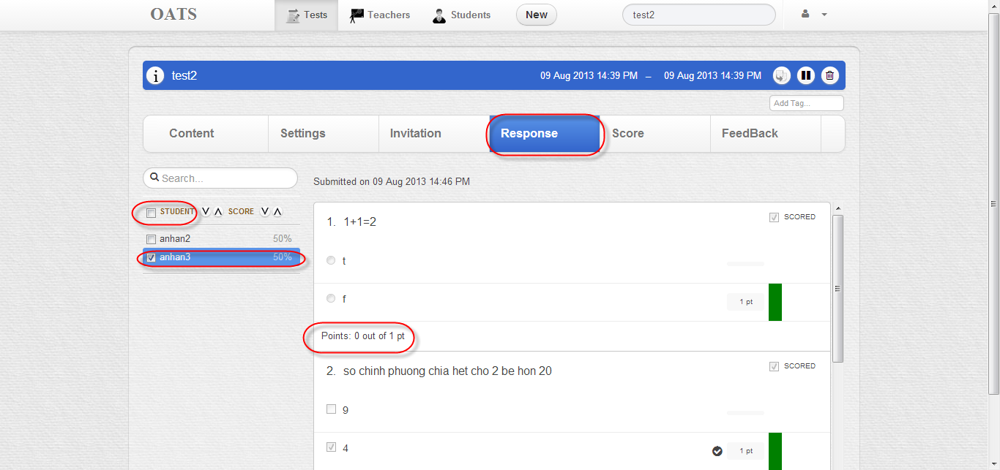 OATS Tests Teachers Students New test2
test2 09 Aug 2013 14:39 PM – 09 Aug 2013 14:39 PM
Add Tag...
Content Settings Invitation Response Score FeedBack
Search...
Submitted on 09 Aug 2013 14:46 PM
STUDENT SCORE
anhan2 50%
anhan3 50%
1. 1+1=2 SCORED
t
f 1 pt
Points: 0 out of 1 pt
2. so chinh phuong chia het cho 2 be hon 20 SCORED
9
4 1 pt